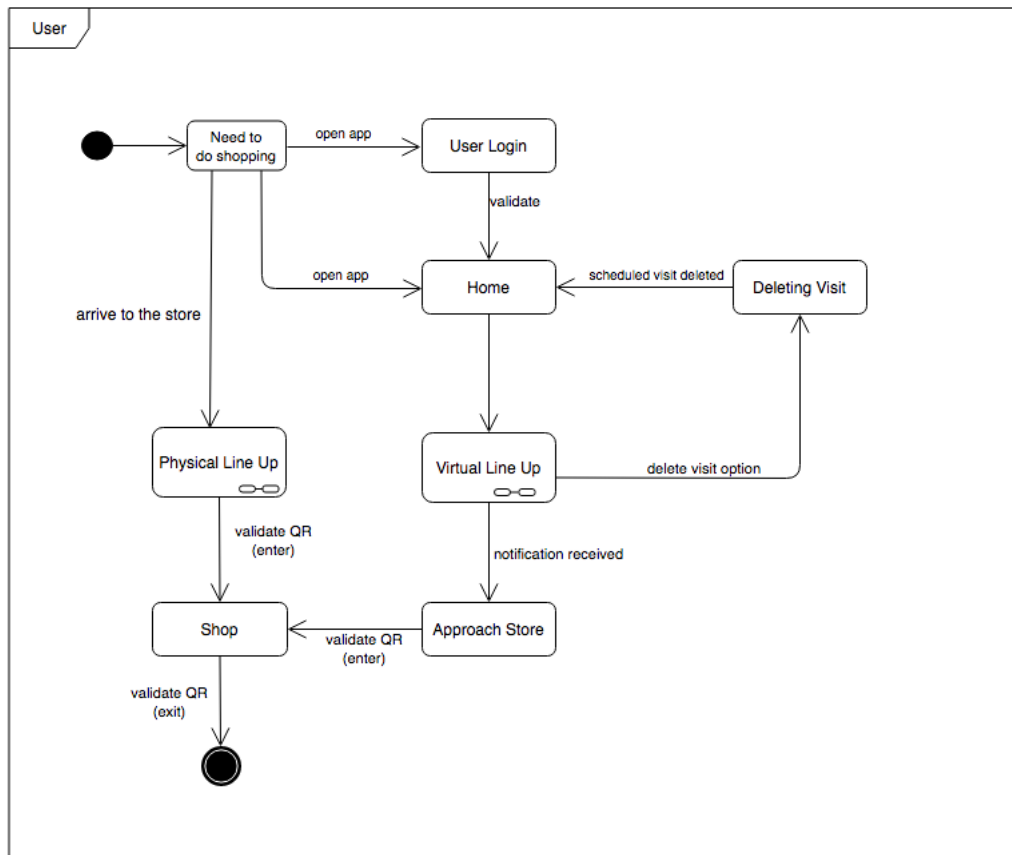 User
Need to
do shopping
open app
User Login
validate
open app
Home
scheduled visit deleted
Deleting Visit
arrive to the store
Physical Line Up
Virtual Line Up
delete visit option
validate QR
(enter)
notification received
Shop
validate QR
(enter)
Approach Store
validate QR
(exit)